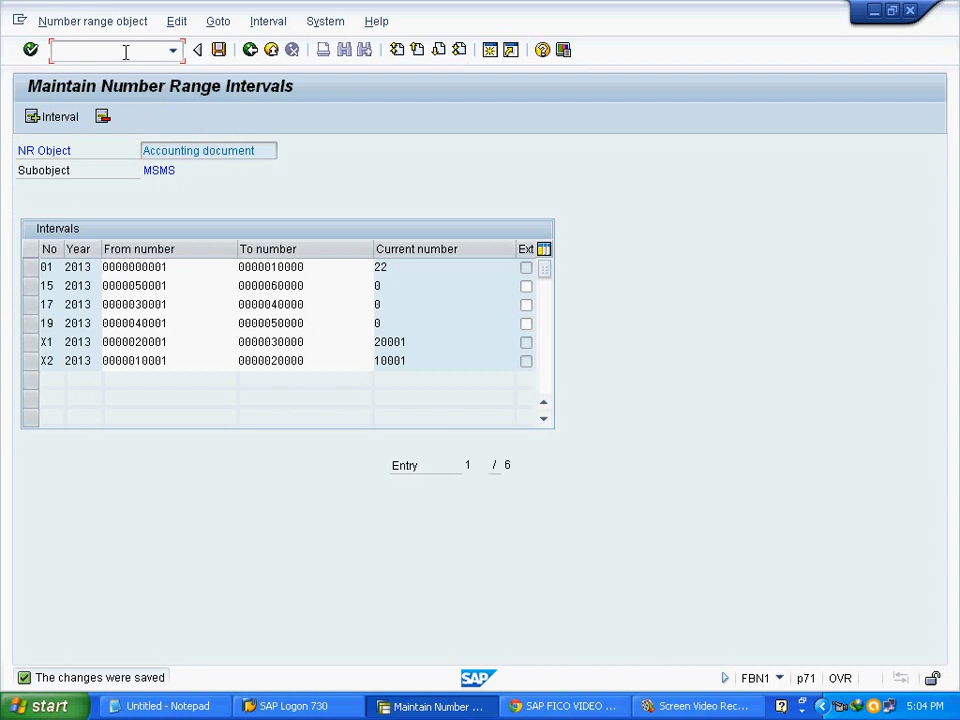 Number range object Edit Goto Interval System Help
Maintain Number Range Intervals
Interval
NR Object Accounting document
Subobject MSMS
Intervals
No Year From number To number Current number Ext
01 2013 0000000001 0000010000 22
15 2013 0000050001 0000060000 0
17 2013 0000030001 0000040000 0
19 2013 0000040001 0000050000 0
X1 2013 0000020001 0000030000 20001
X2 2013 0000010001 0000020000 10001
Entry 1 / 6
The changes were saved SAP FBN1 p71 OVR
start Untitled - Notepad SAP Logon 730 Maintain Number ... SAP FICO VIDEO ... Screen Video Rec... 5:04 PM